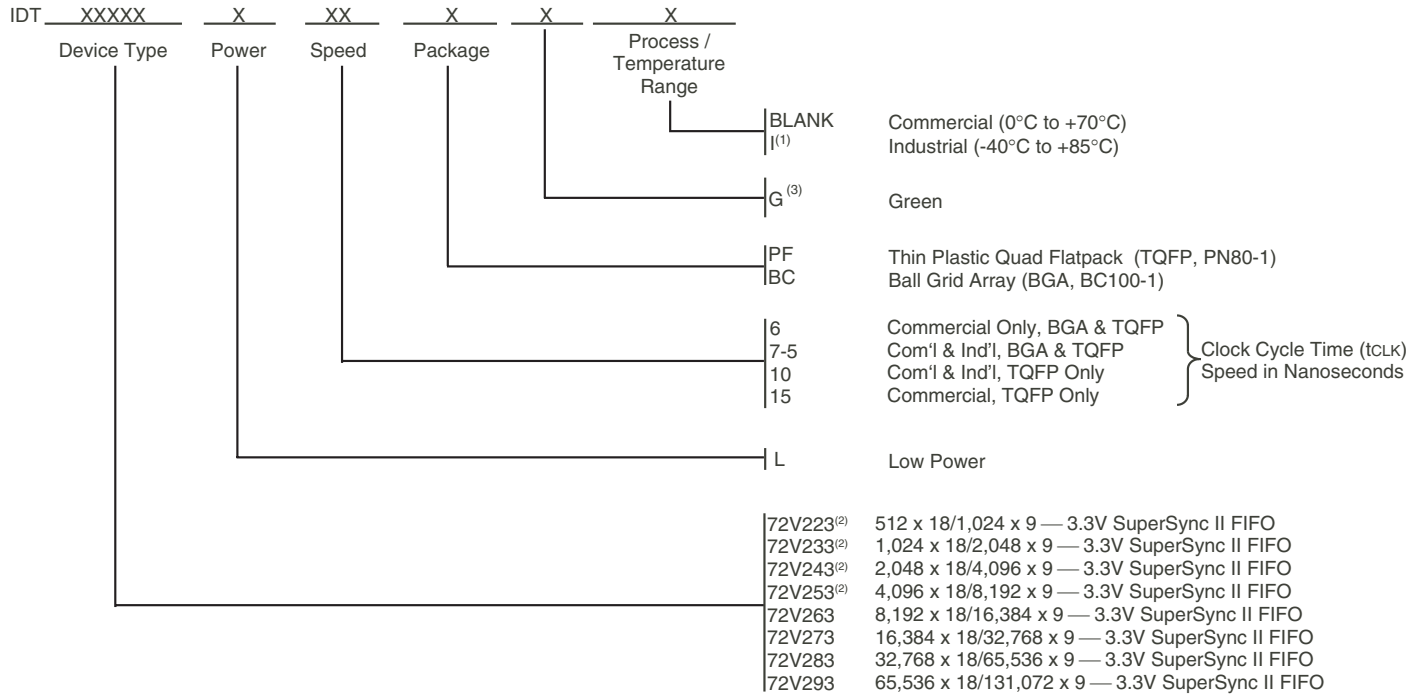 IDT XXXXX X XX X X X
Device Type Power Speed Package Process /
Temperature
Range
BLANK Commercial (0°C to +70°C)
I(1) Industrial (-40°C to +85°C)
G (3) Green
PF Thin Plastic Quad Flatpack (TQFP, PN80-1)
BC Ball Grid Array (BGA, BC100-1)
6 Commercial Only, BGA & TQFP
7-5 Com‘l & Ind’l, BGA & TQFP
10 Com‘l & Ind’l, TQFP Only
15 Commercial, TQFP Only
Clock Cycle Time (tCLK)
Speed in Nanoseconds
L Low Power
72V223(2) 512 x 18/1,024 x 9 — 3.3V SuperSync II FIFO
72V233(2) 1,024 x 18/2,048 x 9 — 3.3V SuperSync II FIFO
72V243(2) 2,048 x 18/4,096 x 9 — 3.3V SuperSync II FIFO
72V253(2) 4,096 x 18/8,192 x 9 — 3.3V SuperSync II FIFO
72V263 8,192 x 18/16,384 x 9 — 3.3V SuperSync II FIFO
72V273 16,384 x 18/32,768 x 9 — 3.3V SuperSync II FIFO
72V283 32,768 x 18/65,536 x 9 — 3.3V SuperSync II FIFO
72V293 65,536 x 18/131,072 x 9 — 3.3V SuperSync II FIFO